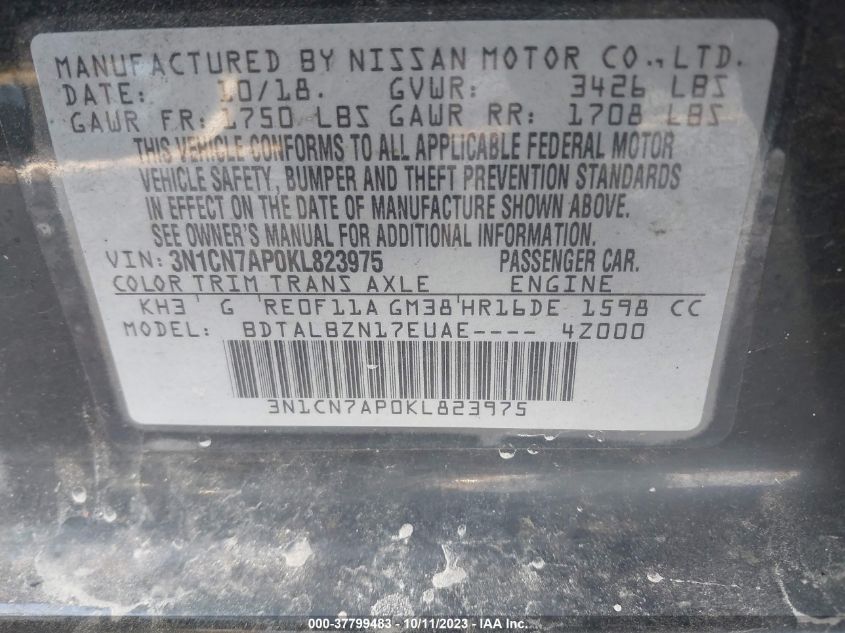 MANUFACTURED BY NISSAN MOTOR CO., LTD.
DATE: 10/18. GVWR: 3426 LBS
GAWR FR: 1750 LBS GAWR RR: 1708 LBS
THIS VEHICLE CONFORMS TO ALL APPLICABLE FEDERAL MOTOR
VEHICLE SAFETY, BUMPER AND THEFT PREVENTION STANDARDS
IN EFFECT ON THE DATE OF MANUFACTURE SHOWN ABOVE.
SEE OWNER'S MANUAL FOR ADDITIONAL INFORMATION.
VIN: 3N1CN7AP0KL823975 PASSENGER CAR.
COLOR TRIM TRANS AXLE ENGINE
KH3 G RE0F11A GM38 HR16DE 1598 CC
MODEL: BDTALBZN17EUAE---- 4Z000
3N1CN7AP0KL823975
000-37799483 - 10/11/2023 - IAA Inc.